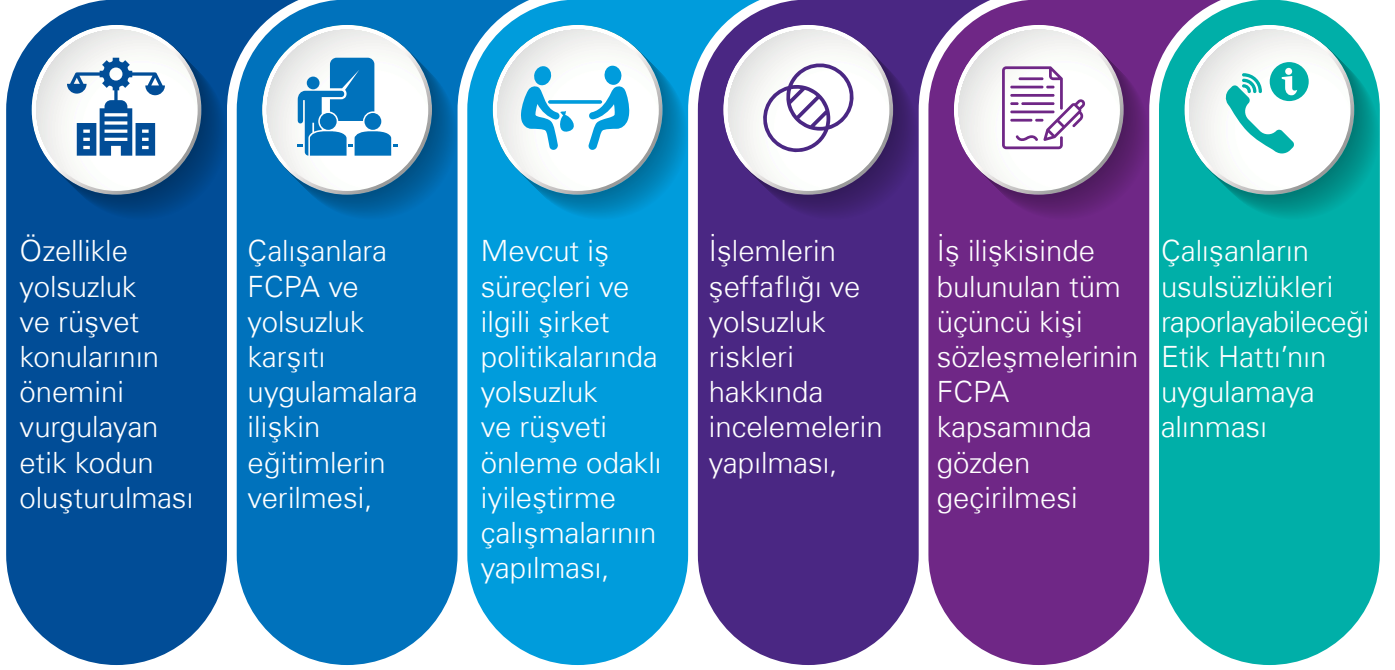 Özellikle
yolsuzluk
ve rüşvet
konularının
önemini
vurgulayan
etik kodun
oluşturulması
Çalışanlara
FCPA ve
yolsuzluk
karşıtı
uygulamalara
ilişkin
eğitimlerin
verilmesi,
Mevcut iş
süreçleri ve
ilgili şirket
politikalarında
yolsuzluk
ve rüşveti
önleme odaklı
iyileştirme
çalışmalarının
yapılması,
İşlemlerin
şeffaflığı ve
yolsuzluk
riskleri
hakkında
incelemelerin
yapılması,
İş ilişkisinde
bulunulan tüm
üçüncü kişi
sözleşmelerinin
FCPA
kapsamında
gözden
geçirilmesi
Çalışanların
usulsüzlükleri
raporlayabileceği
Etik Hattı’nın
uygulamaya
alınması